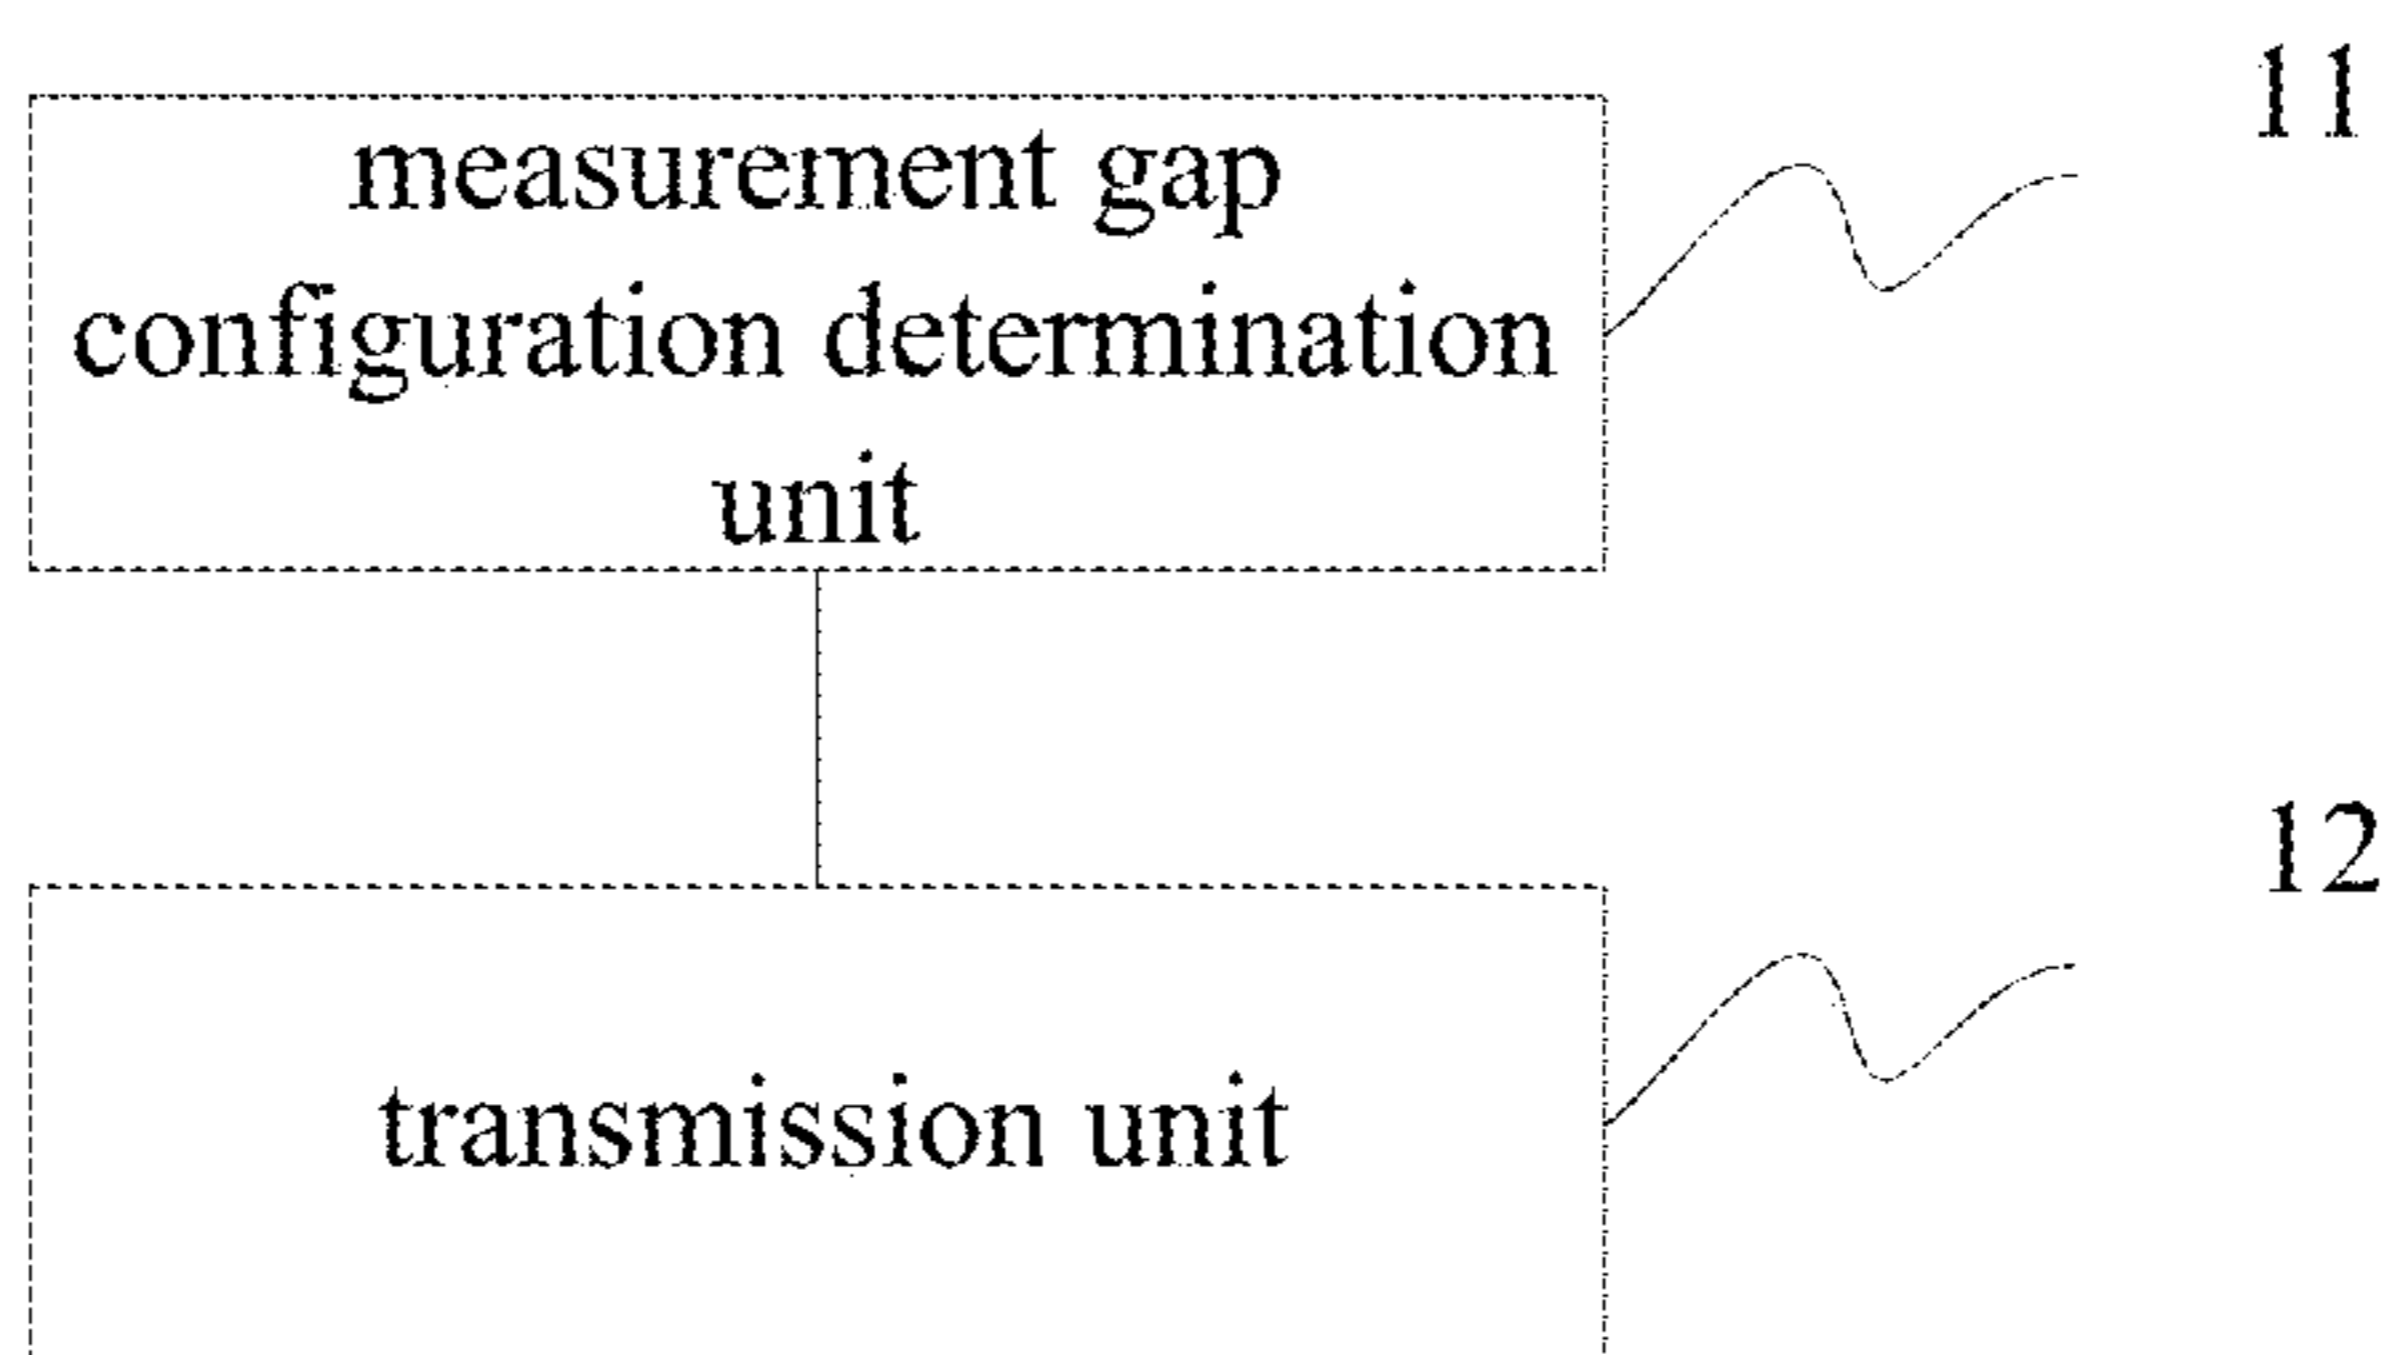 11
measurement gap
configuration determination
unit
12
transmission unit